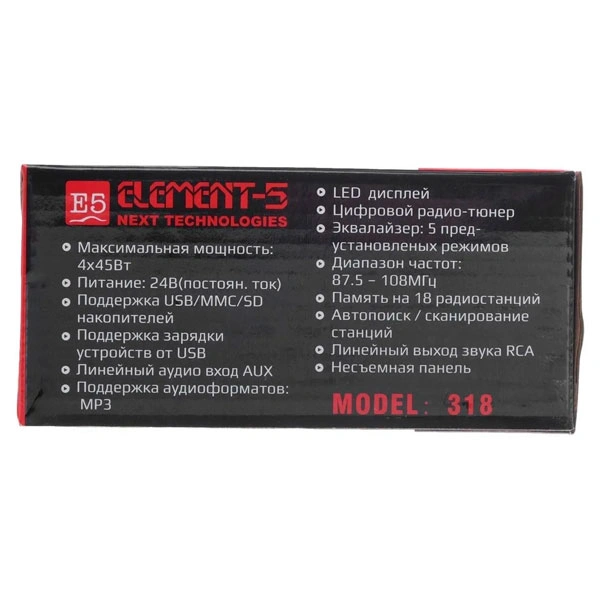 E5 ELEMENT-5
NEXT TECHNOLOGIES
Максимальная мощность:
4x45Вт
Питание: 24В(постоян. ток)
Поддержка USB/MMC/SD
накопителей
Поддержка зарядки
устройств от USB
Линейный аудио вход AUX
Поддержка аудиоформатов:
MP3
LED дисплей
Цифровой радио-тюнер
Эквалайзер: 5 пред-
установленых режимов
Диапазон частот:
87.5 – 108МГц
Память на 18 радиостанций
Автопоиск / сканирование
станций
Линейный выход звука RCA
Несъемная панель
MODEL: 318